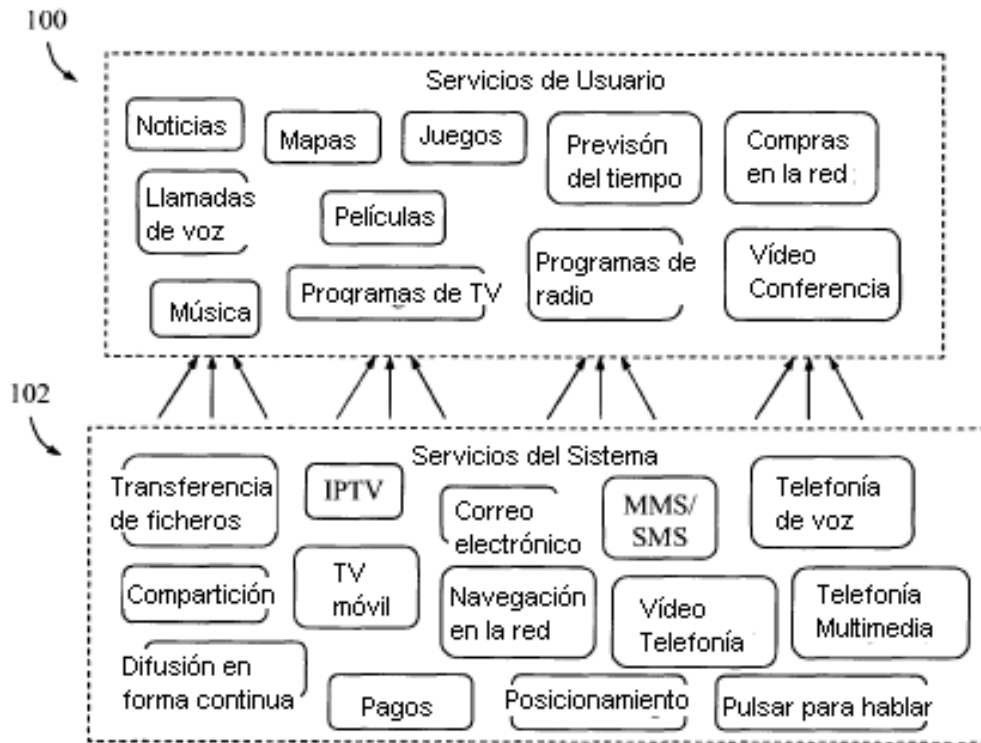 100
Servicios de Usuario
Noticias
Mapas
Juegos
Previsón
del tiempo
Compras
en la red
Llamadas
de voz
Películas
Programas de TV
Programas de
radio
Vídeo
Conferencia
Música
102
Servicios del Sistema
Transferencia
de ficheros
IPTV
Correo
electrónico
MMS/
SMS
Telefonía
de voz
Compartición
TV
móvil
Navegación
en la red
Vídeo
Telefonía
Telefonía
Multimedia
Difusión en
forma continua
Pagos
Posicionamiento
Pulsar para hablar